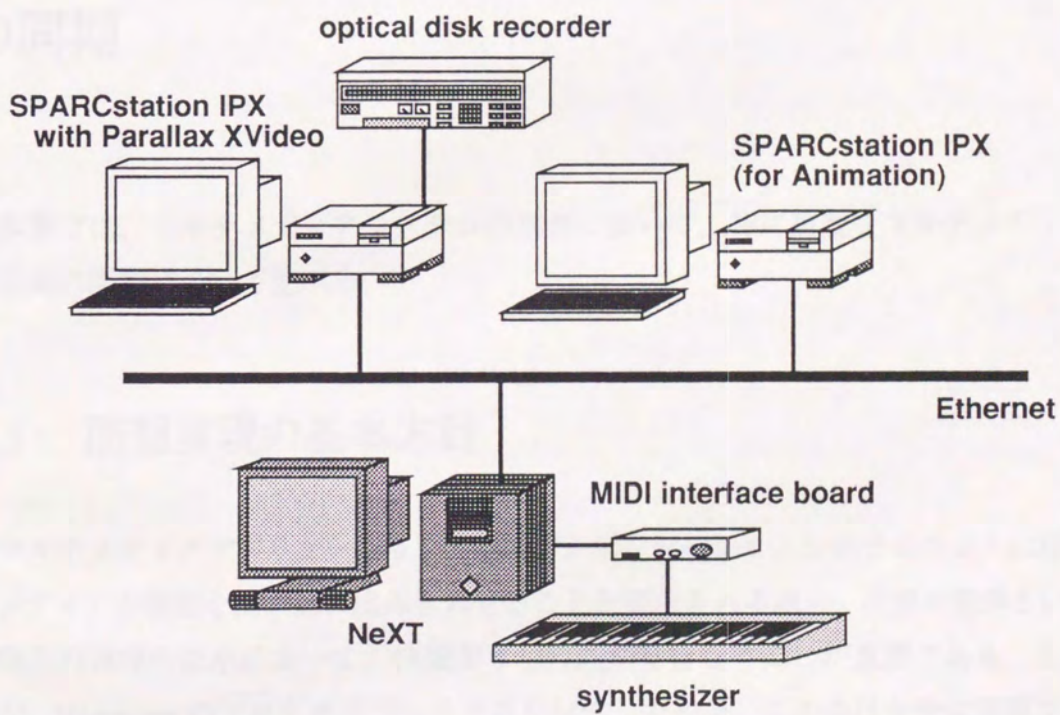 optical disk recorder
SPARCstation IPX
with Parallax XVideo
SPARCstation IPX
(for Animation)
Ethernet
MIDI interface board
NeXT
synthesizer